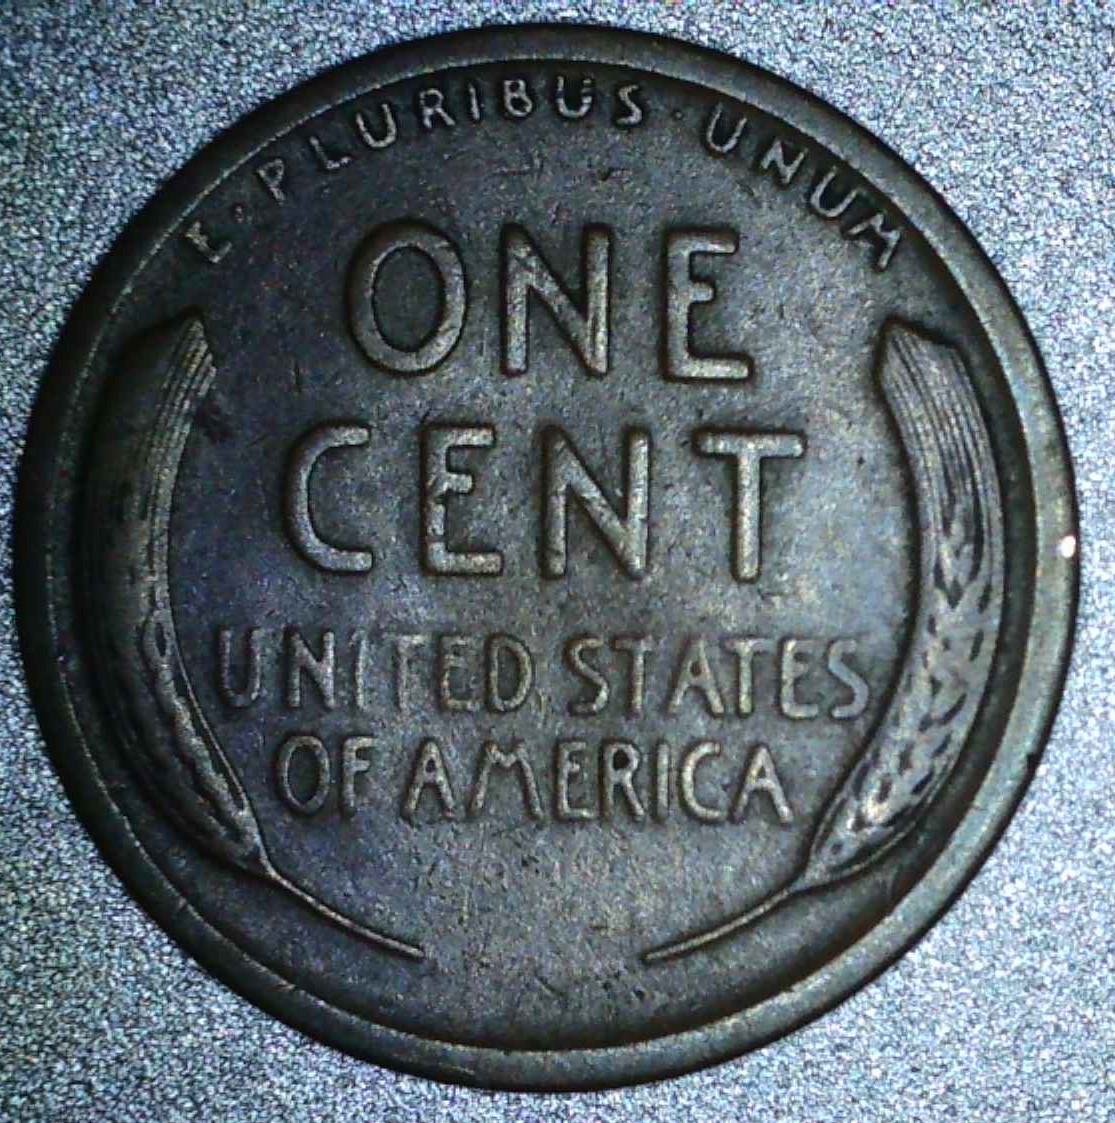 E · PLURIBUS · UNUM
ONE
CENT
UNITED STATES
OF AMERICA